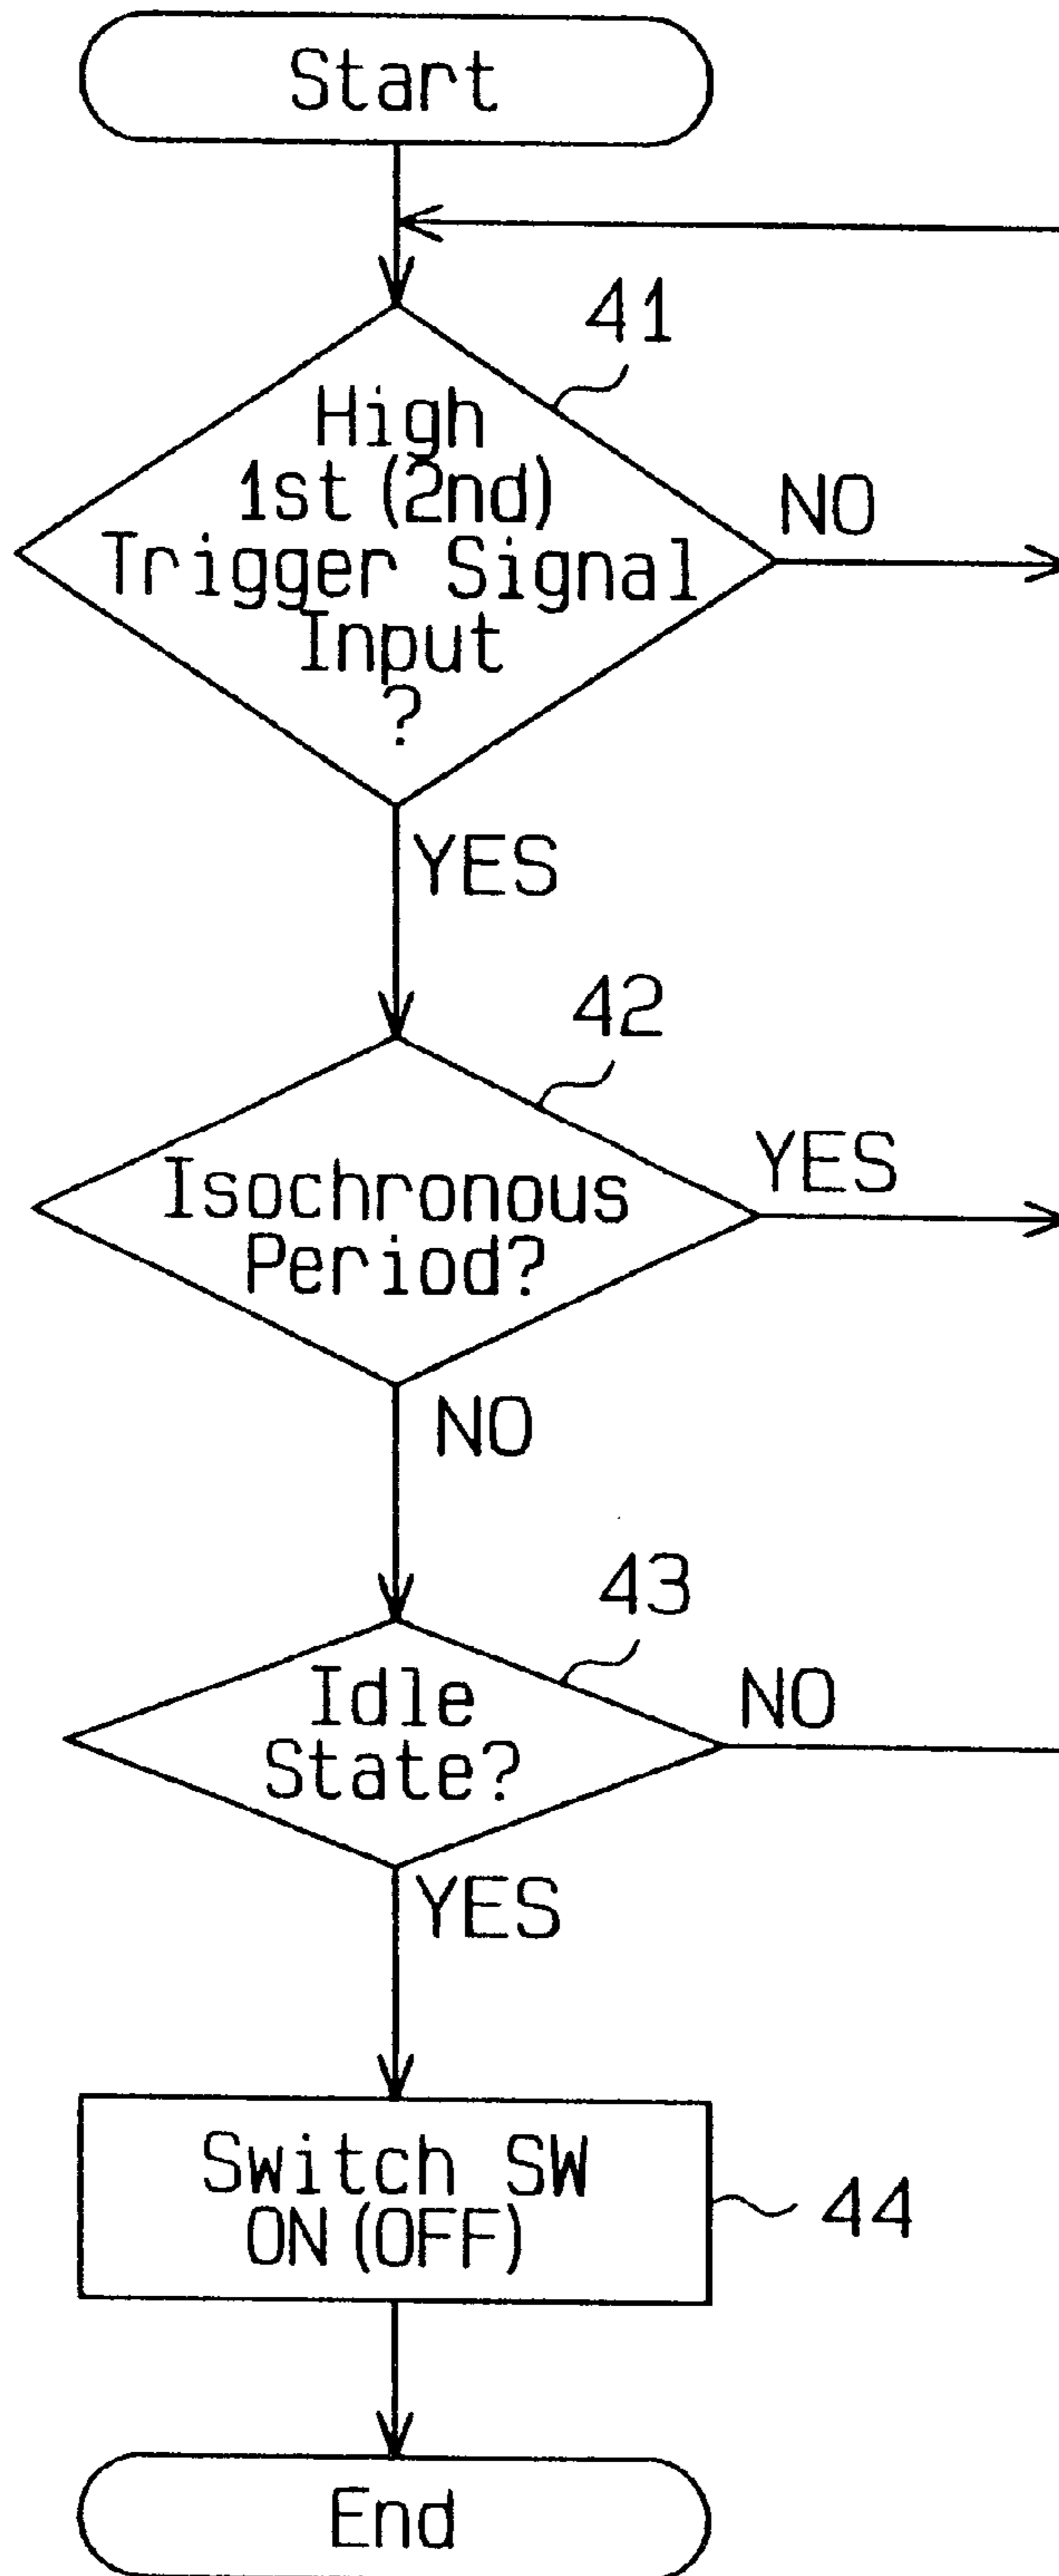 Start
41
High
1st (2nd)
Trigger Signal
Input
?
NO
YES
42
Isochronous
Period?
YES
NO
43
Idle
State?
NO
YES
Switch SW
ON (OFF)
44
End